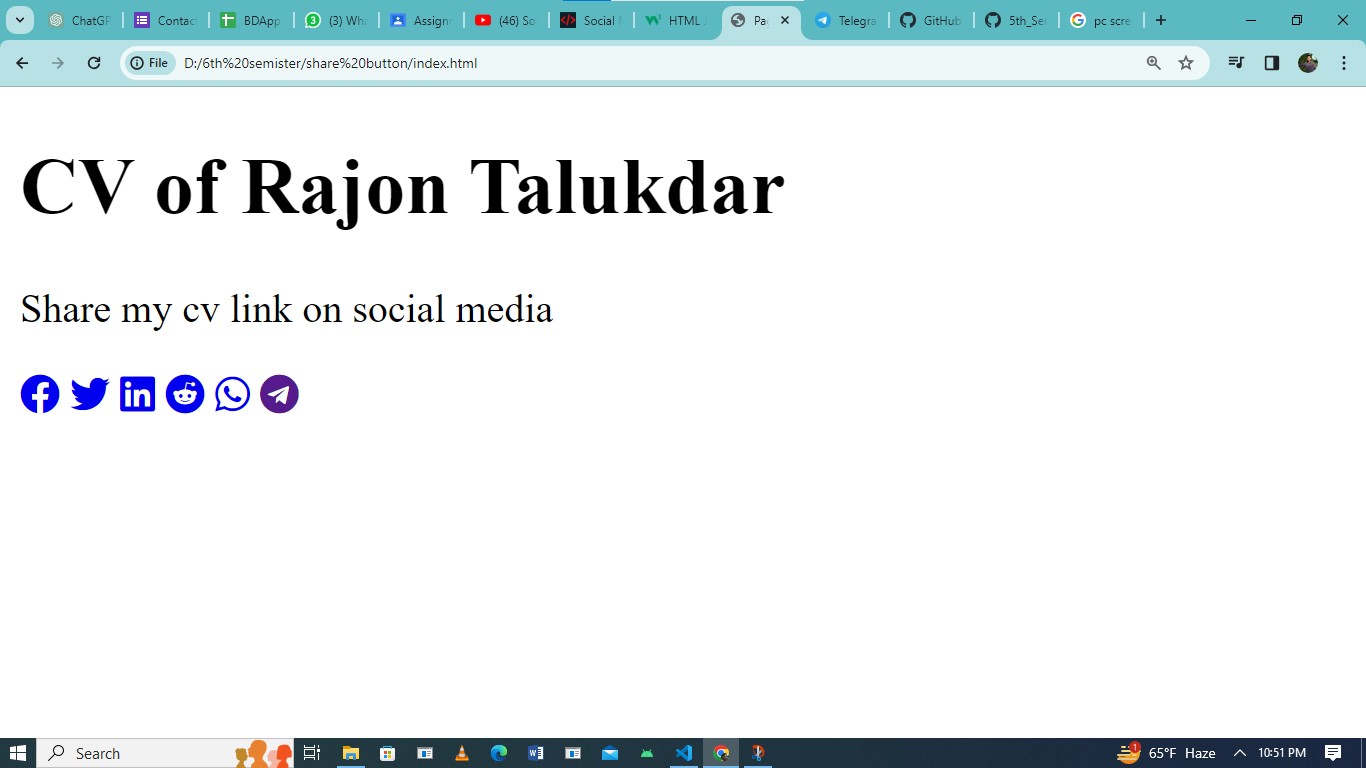 ChatGP
Contac
BDApp
(3) Wha
Assignm
(46) So
Social M
HTML J
Pa
Telegra
GitHub
5th_Se
pc scre
File
D:/6th%20semister/share%20button/index.html
CV of Rajon Talukdar
Share my cv link on social media
Search
1
65°F Haze
10:51 PM